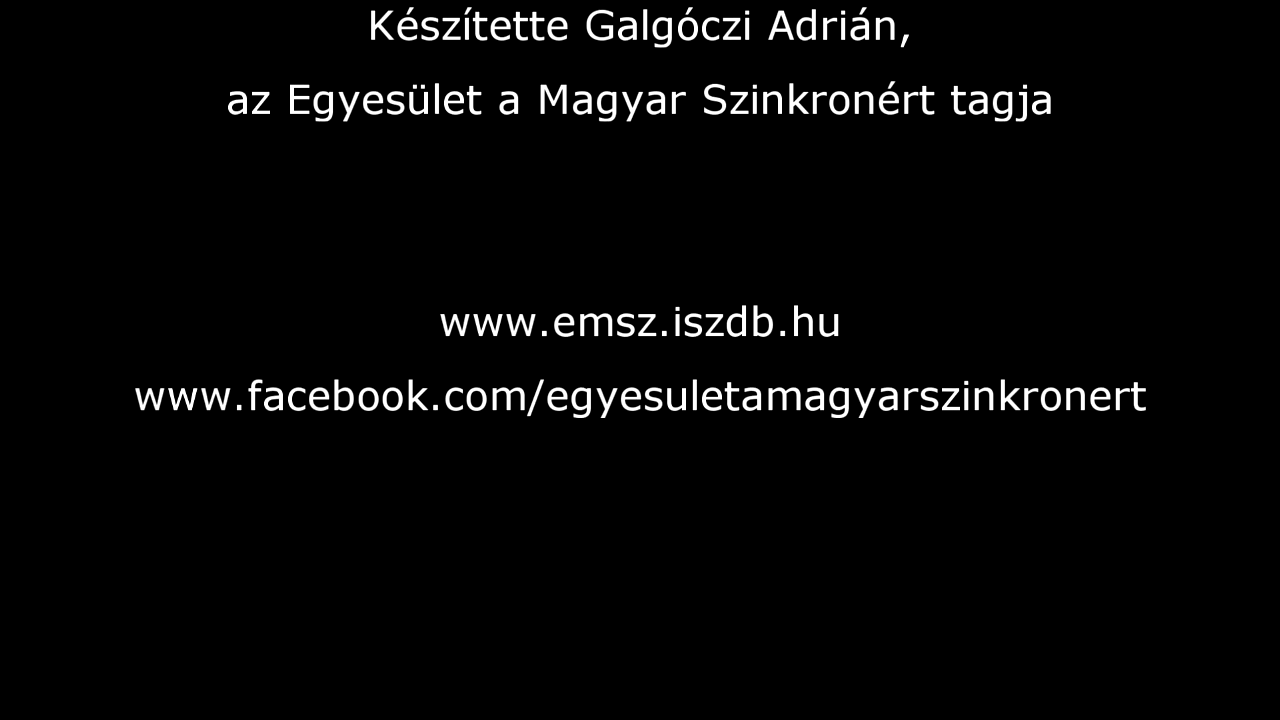 Készítette Galgóczi Adrián,
az Egyesület a Magyar Szinkronért tagja
www.emsz.iszdb.hu
www.facebook.com/egyesuletamagyarszinkronert